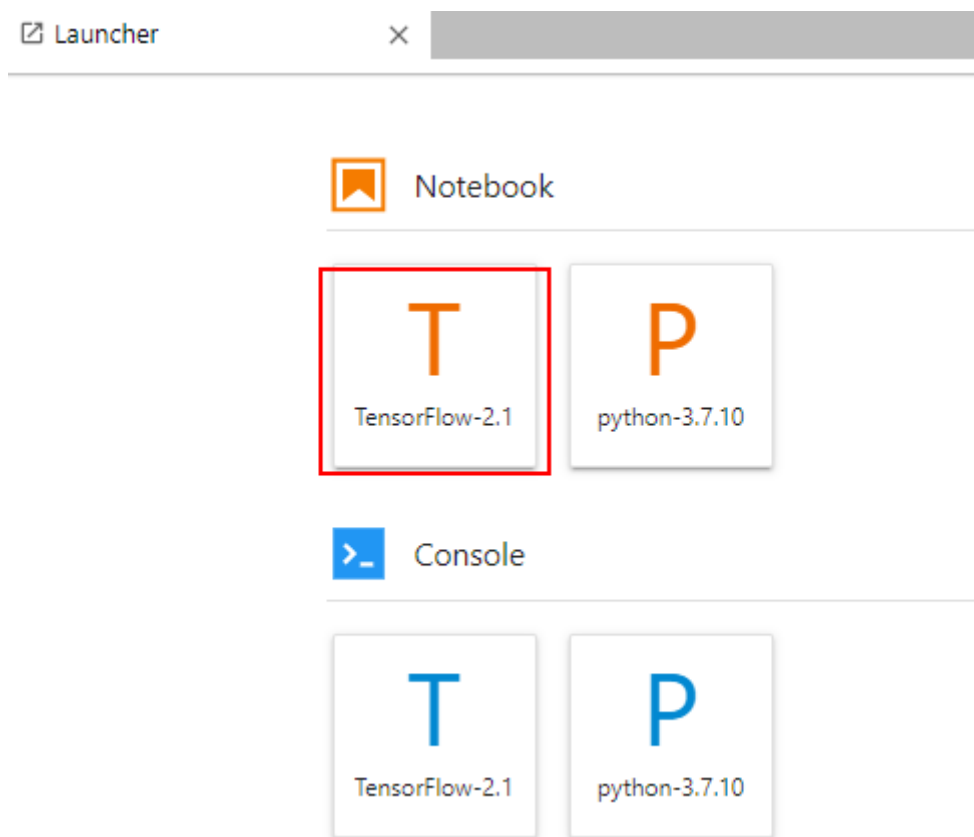 Launcher
Notebook
T P
TensorFlow-2.1 python-3.7.10
Console
T P
TensorFlow-2.1 python-3.7.10